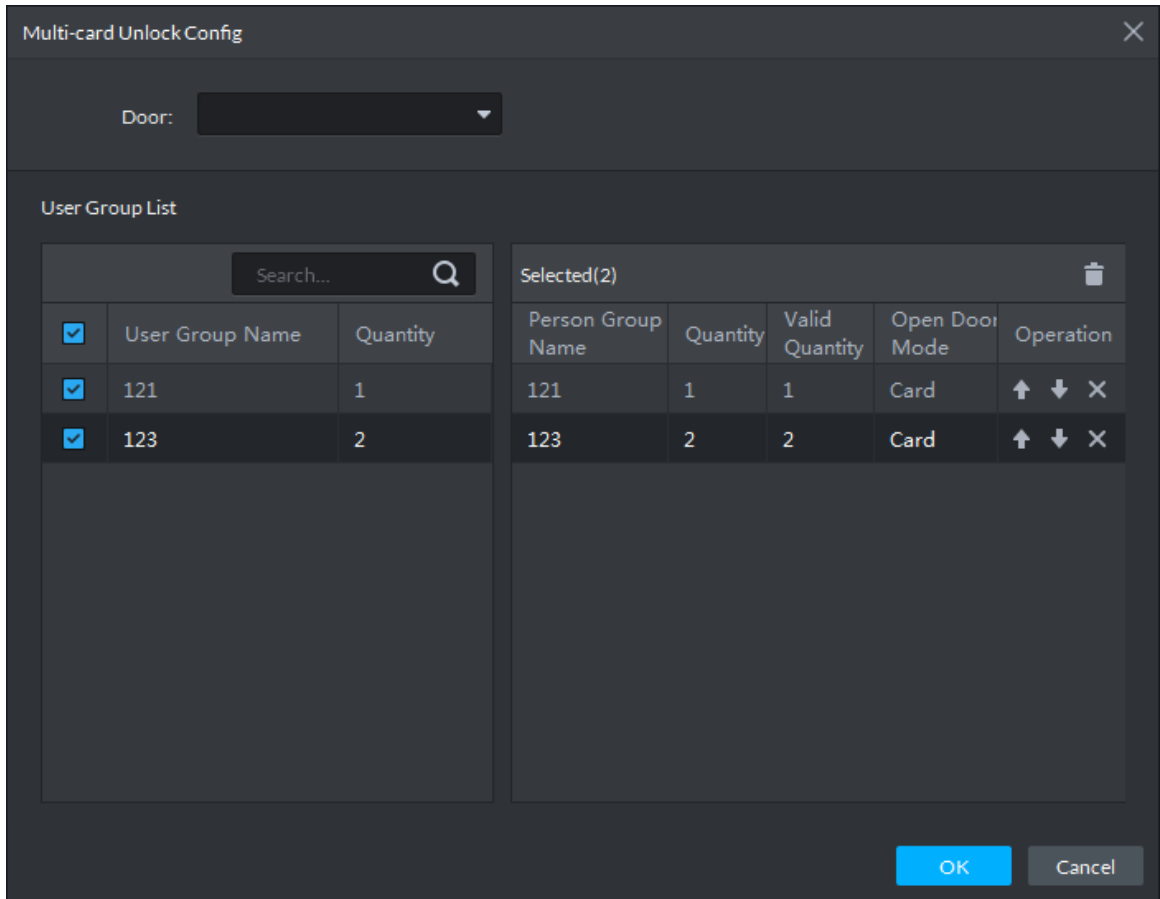 Multi-card Unlock Config
Door:
User Group List
Search...
Selected(2)
User Group Name Quantity
Person Group Name Quantity Valid Quantity Open Door Mode Operation
121 1 121 1 1 Card
123 2 123 2 2 Card
OK Cancel